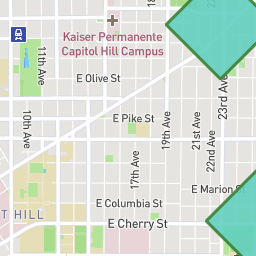 Kaiser Permanente
Capitol Hill Campus
11th Ave
E Olive St
23rd Ave
E Pike St
10th Ave
19th Ave
21st Ave
22nd Ave
17th Ave
E Marion St
E Columbia St
T HILL
E Cherry St